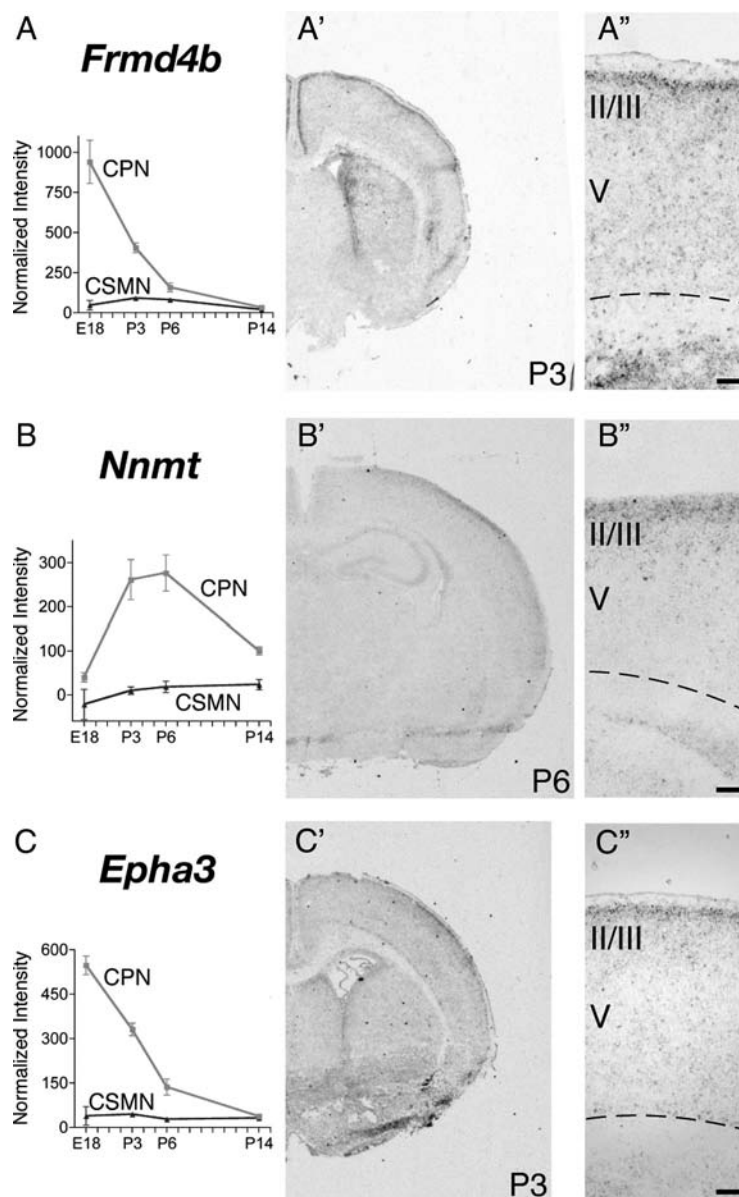 A
Frmd4b
Normalized Intensity
1000
750
500
250
0
CPN
CSMN
E18 P3 P6 P14
A'
P3
A"
II/III
V
B
Nnmt
Normalized Intensity
300
200
100
0
CPN
CSMN
E18 P3 P6 P14
B'
P6
B"
II/III
V
C
Epha3
Normalized Intensity
600
450
300
150
0
CPN
CSMN
E18 P3 P6 P14
C'
P3
C"
II/III
V